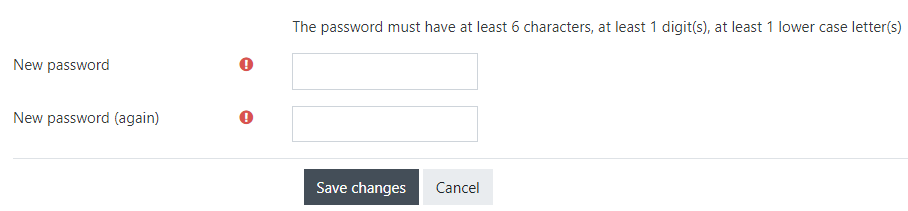 The password must have at least 6 characters, at least 1 digit(s), at least 1 lower case letter(s)
New password
New password (again)
Save changes
Cancel